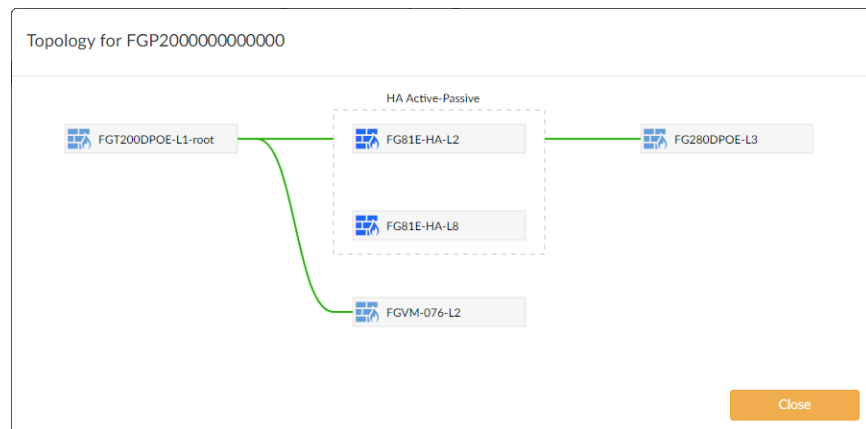 Topology for FGP2000000000000
HA Active-Passive
FGT200DPOE-L1-root
FG81E-HA-L2
FG280DPOE-L3
FG81E-HA-L8
FGVM-076-L2
Close